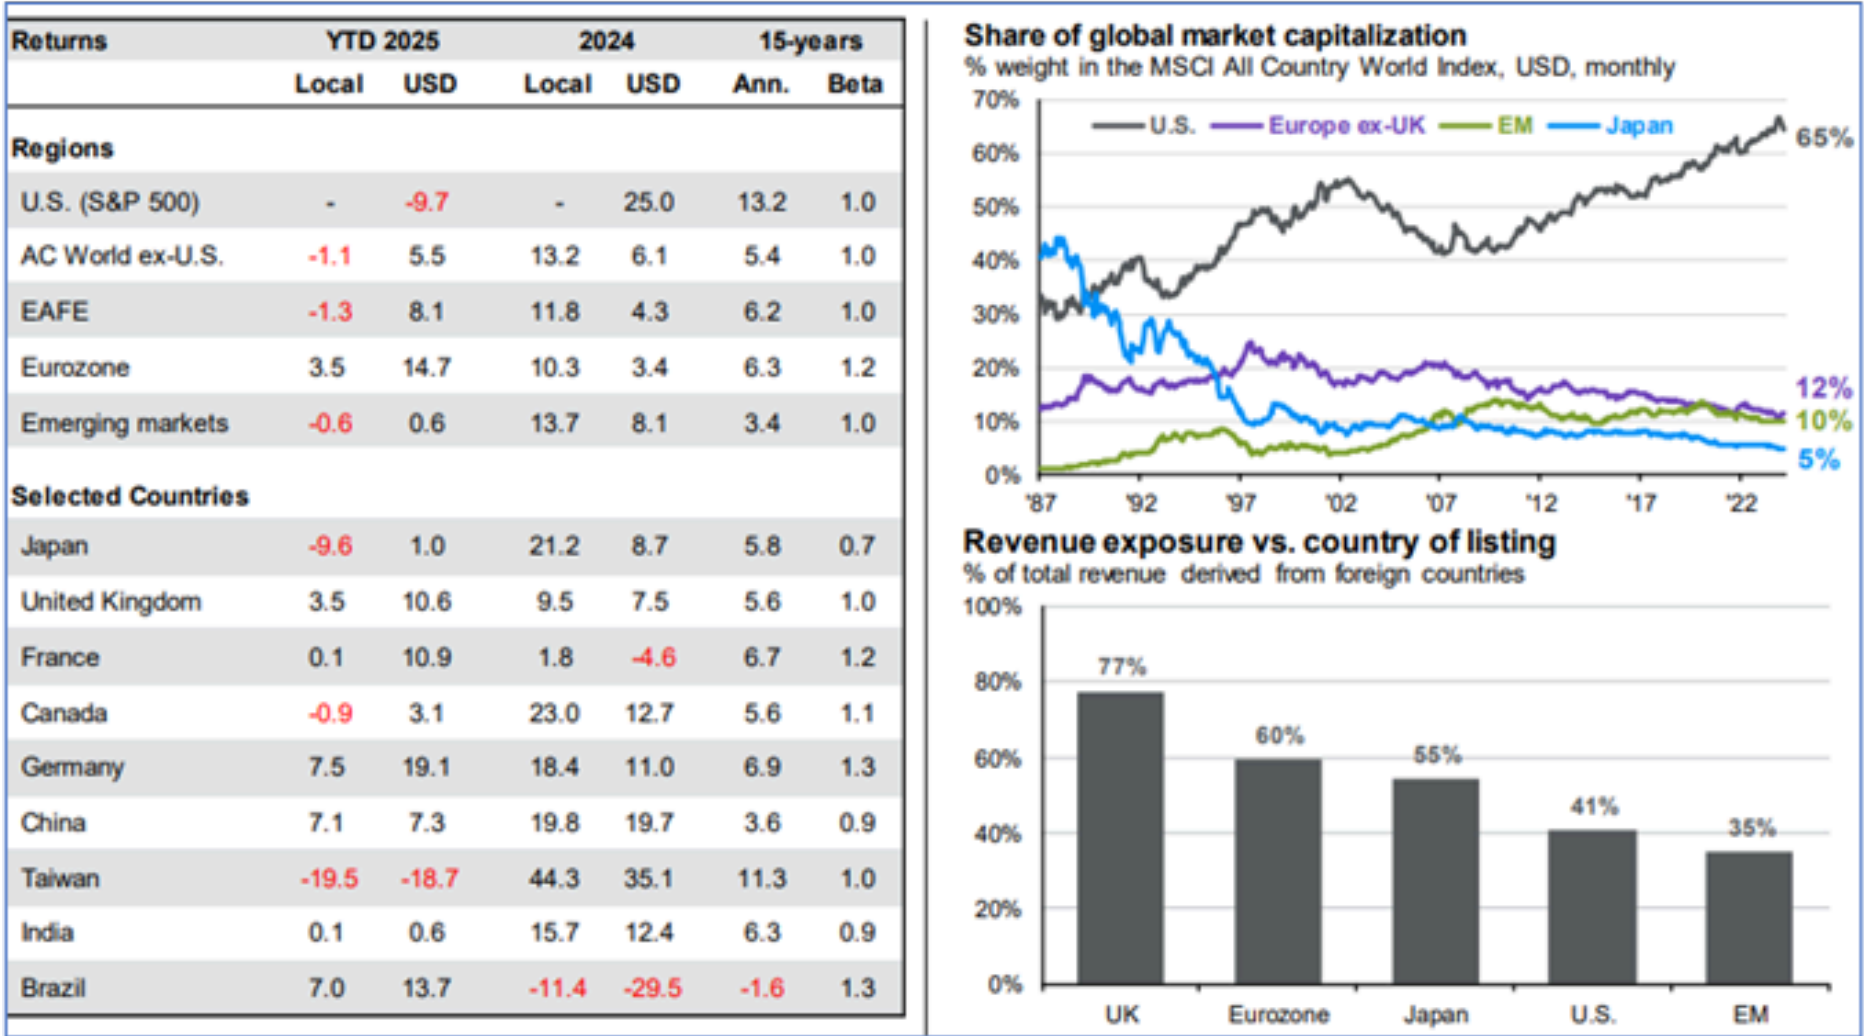 Returns YTD 2025 2024 15-years
Local USD Local USD Ann. Beta
Regions
U.S. (S&P 500) - -9.7 - 25.0 13.2 1.0
AC World ex-U.S. -1.1 5.5 13.2 6.1 5.4 1.0
EAFE -1.3 8.1 11.8 4.3 6.2 1.0
Eurozone 3.5 14.7 10.3 3.4 6.3 1.2
Emerging markets -0.6 0.6 13.7 8.1 3.4 1.0
Selected Countries
Japan -9.6 1.0 21.2 8.7 5.8 0.7
United Kingdom 3.5 10.6 9.5 7.5 5.6 1.0
France 0.1 10.9 1.8 -4.6 6.7 1.2
Canada -0.9 3.1 23.0 12.7 5.6 1.1
Germany 7.5 19.1 18.4 11.0 6.9 1.3
China 7.1 7.3 19.8 19.7 3.6 0.9
Taiwan -19.5 -18.7 44.3 35.1 11.3 1.0
India 0.1 0.6 15.7 12.4 6.3 0.9
Brazil 7.0 13.7 -11.4 -29.5 -1.6 1.3
Share of global market capitalization
% weight in the MSCI All Country World Index, USD, monthly
70%
U.S. Europe ex-UK EM Japan
65%
60%
50%
40%
30%
20%
12%
10%
10%
5%
0%
'87 '92 '97 '02 '07 '12 '17 '22
Revenue exposure vs. country of listing
% of total revenue derived from foreign countries
100%
77%
80%
60%
55%
60%
41%
35%
40%
20%
0%
UK Eurozone Japan U.S. EM